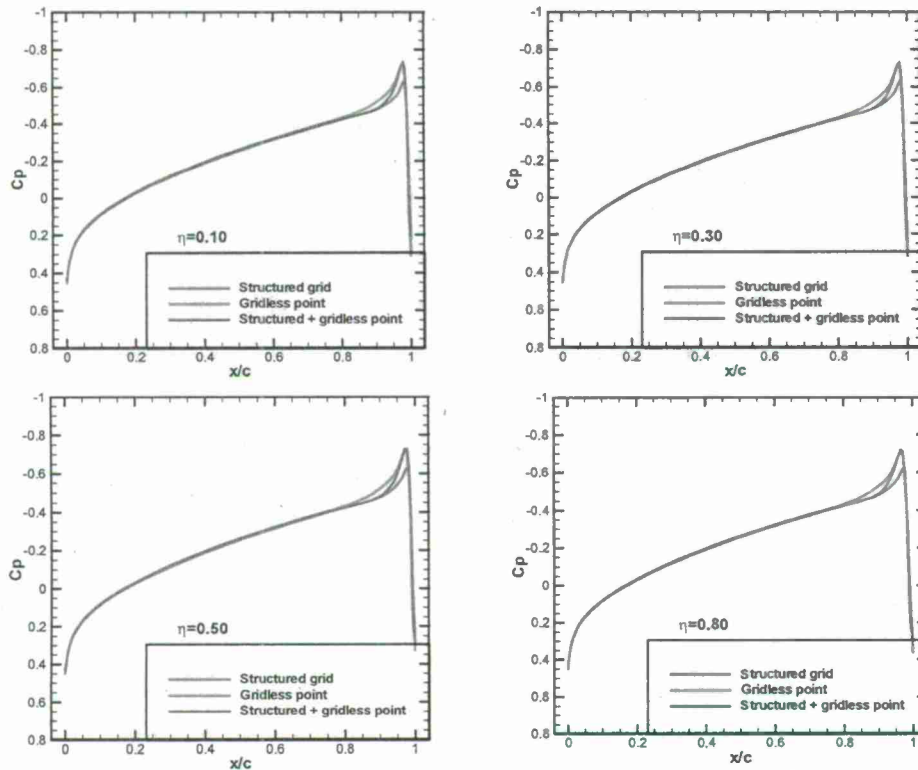 -1
-0.8
-0.6
-0.4
-0.2
0
0.2
0.4
0.6
0.8
Cp
η=0.10
Structured grid
Gridless point
Structured + gridless point
0 0.2 0.4 0.6 0.8 1
x/c
-1
-0.8
-0.6
-0.4
-0.2
0
0.2
0.4
0.6
0.8
Cp
η=0.30
Structured grid
Gridless point
Structured + gridless point
0 0.2 0.4 0.6 0.8 1
x/c
-1
-0.8
-0.6
-0.4
-0.2
0
0.2
0.4
0.6
0.8
Cp
η=0.50
Structured grid
Gridless point
Structured + gridless point
0 0.2 0.4 0.6 0.8 1
x/c
-1
-0.8
-0.6
-0.4
-0.2
0
0.2
0.4
0.6
0.8
Cp
η=0.80
Structured grid
Gridless point
Structured + gridless point
0 0.2 0.4 0.6 0.8 1
x/c